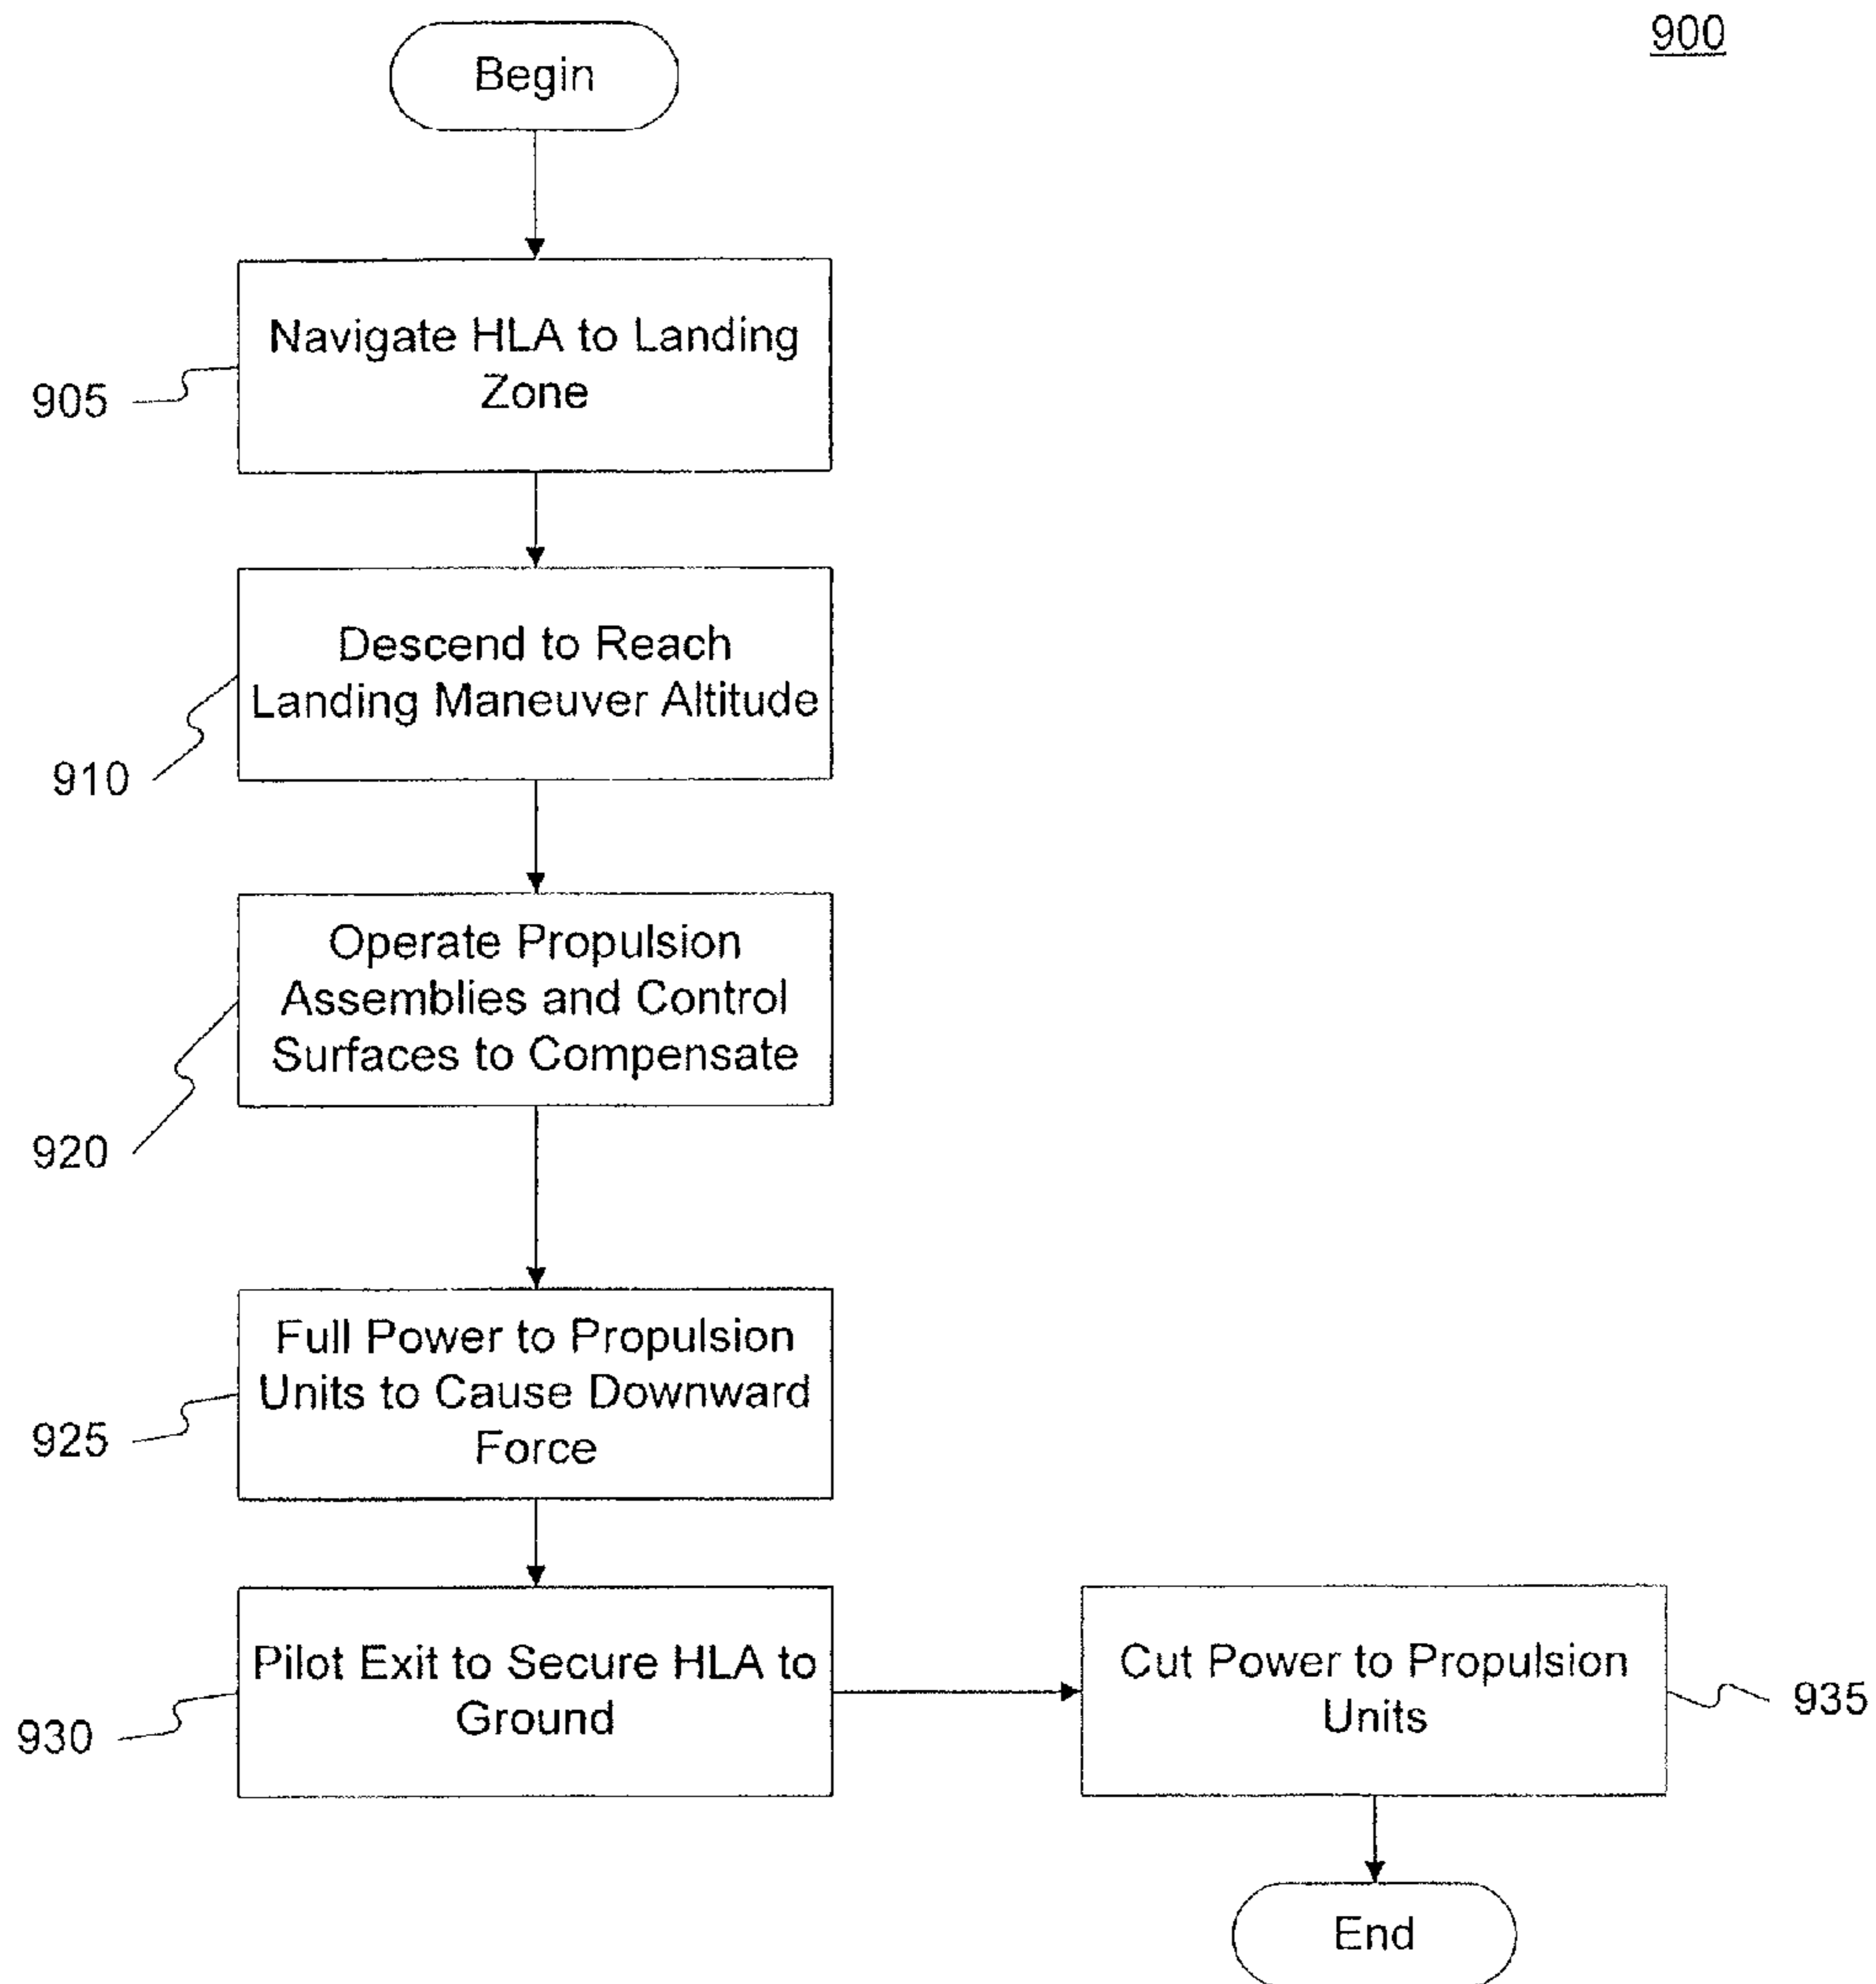 900
Begin
Navigate HLA to Landing
Zone
905
Descend to Reach
Landing Maneuver Altitude
910
Operate Propulsion
Assemblies and Control
Surfaces to Compensate
920
Full Power to Propulsion
Units to Cause Downward
Force
925
Pilot Exit to Secure HLA to
Ground
930
Cut Power to Propulsion
Units
935
End